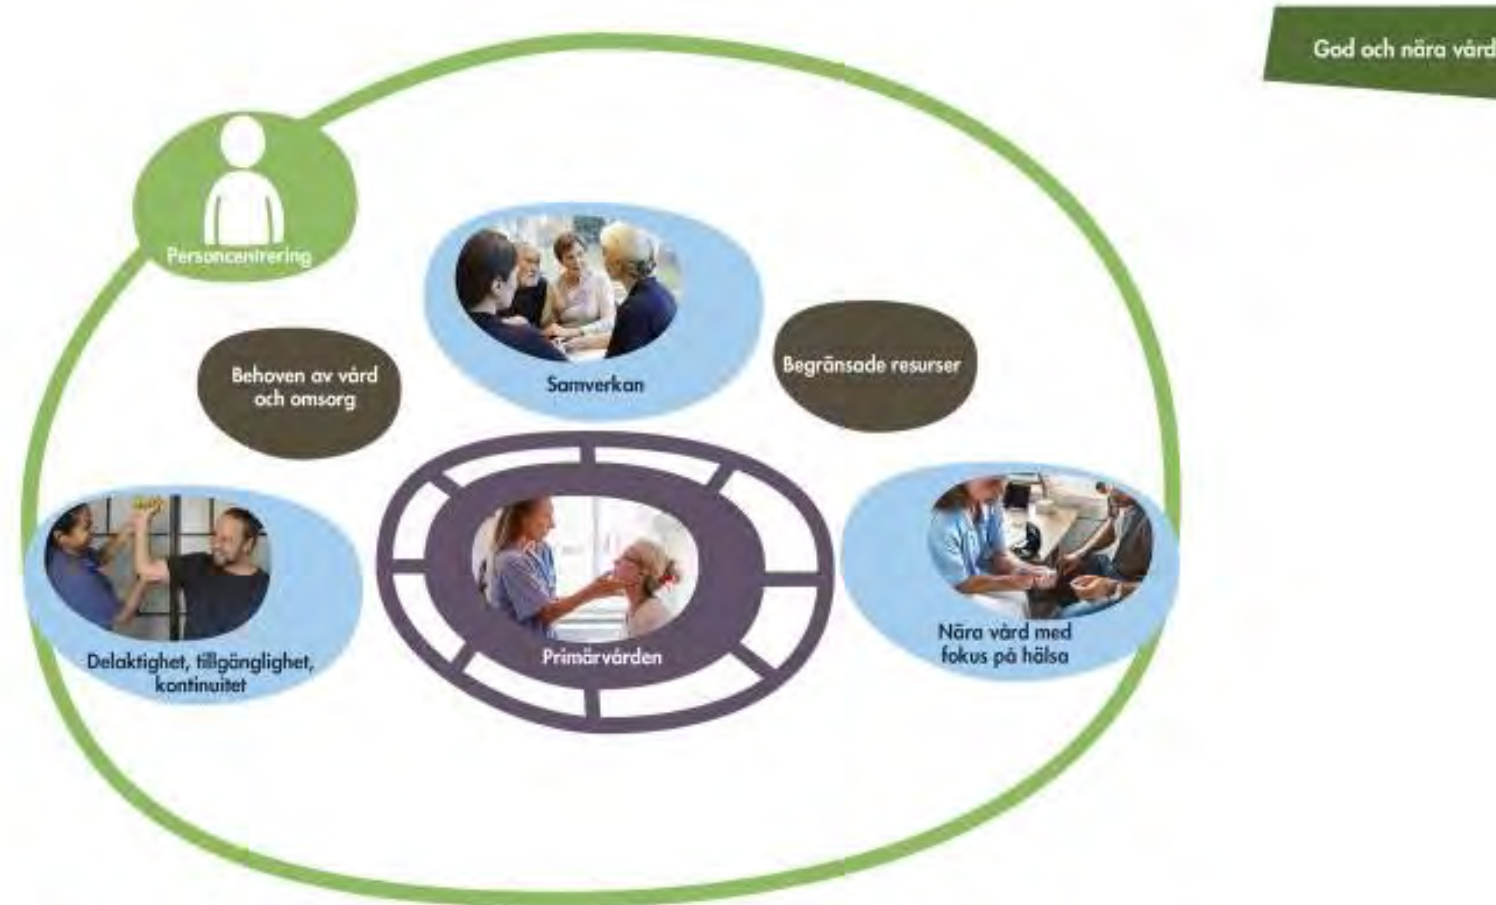 God och nära vård
Personcentrering
Samverkan
Behoven av vård
och omsorg
Begränsade resurser
Primärvården
Delaktighet, tillgänglighet,
kontinuitet
Nära vård med
fokus på hälsa